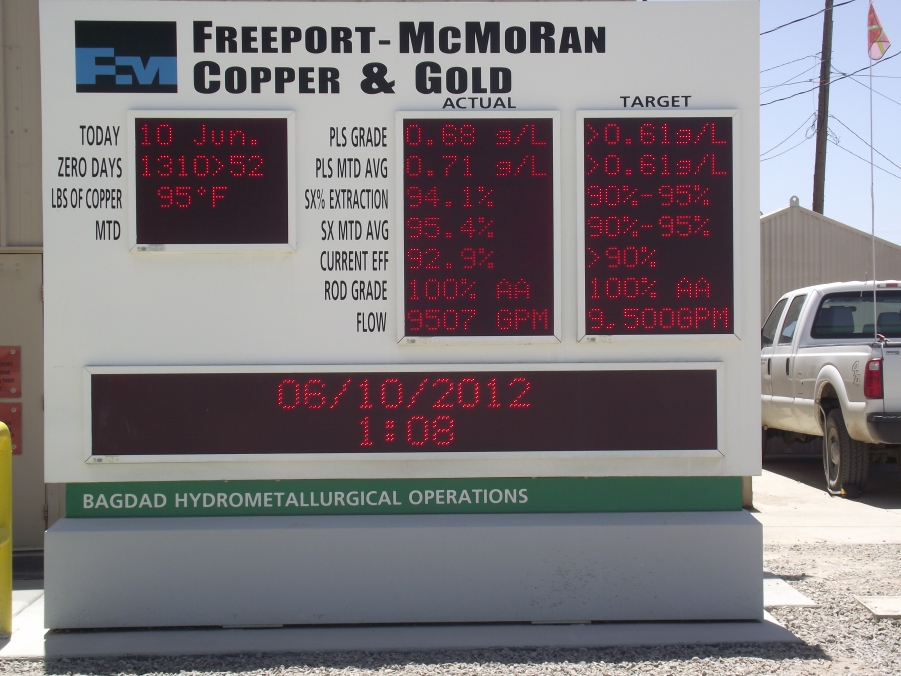 FREEPORT-MCMORAN
COPPER & GOLD
FM
ACTUAL
TARGET
TODAY 10 Jun. PLS GRADE 0.68 g/L >0.61g/L
ZERO DAYS 1310>52 PLS MTD AVG 0.71 g/L >0.61g/L
LBS OF COPPER 95°F SX% EXTRACTION 94.1% 90%-95%
MTD SX MTD AVG 95.4% 90%-95%
CURRENT EFF 92.9% >90%
ROD GRADE 100% AA 100% AA
FLOW 9507 GPM 9.500GPM
06/10/2012
1:08
BAGDAD HYDROMETALLURGICAL OPERATIONS